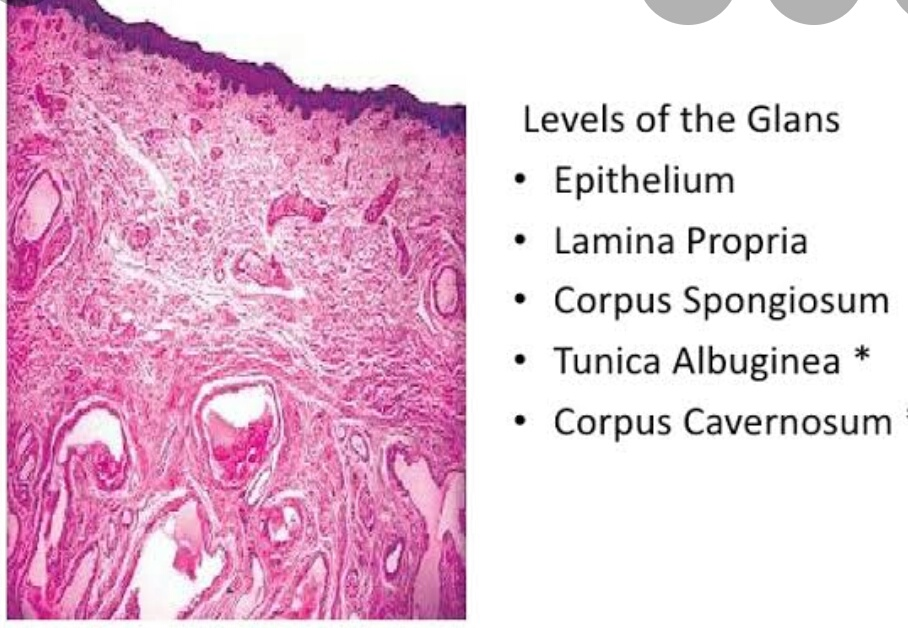 Levels of the Glans
• Epithelium
• Lamina Propria
• Corpus Spongiosum
• Tunica Albuginea *
• Corpus Cavernosum *